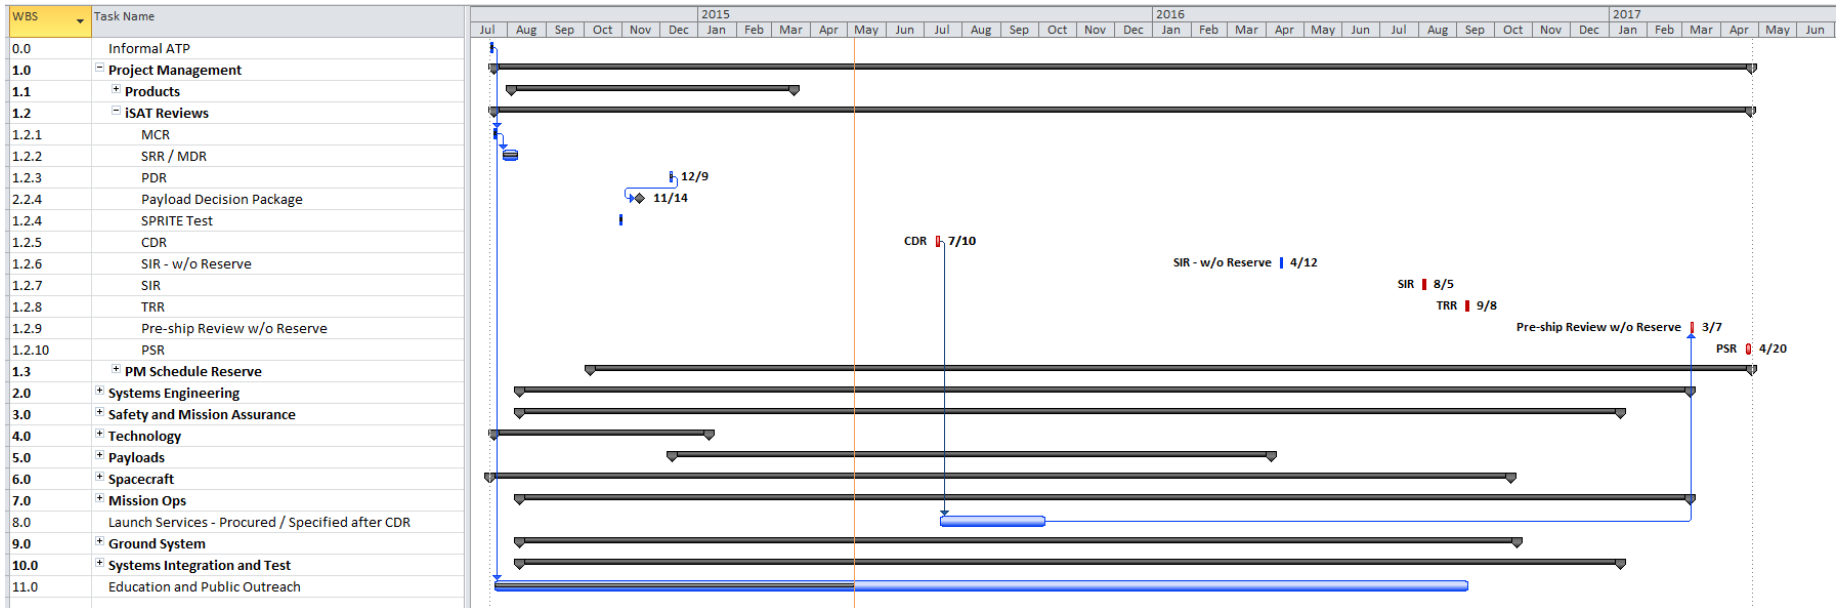 WBS Task Name 2015 2016 2017
Jul Aug Sep Oct Nov Dec Jan Feb Mar Apr May Jun Jul Aug Sep Oct Nov Dec Jan Feb Mar Apr May Jun Jul Aug Sep Oct Nov Dec Jan Feb Mar Apr May Jun
0.0 Informal ATP
1.0 Project Management
1.1 Products
1.2 iSAT Reviews
1.2.1 MCR
1.2.2 SRR / MDR
1.2.3 PDR 12/9
2.2.4 Payload Decision Package 11/14
1.2.4 SPRITE Test
1.2.5 CDR CDR 7/10
1.2.6 SIR - w/o Reserve SIR - w/o Reserve 4/12
1.2.7 SIR SIR 8/5
1.2.8 TRR TRR 9/8
1.2.9 Pre-ship Review w/o Reserve Pre-ship Review w/o Reserve 3/7
1.2.10 PSR PSR 4/20
1.3 PM Schedule Reserve
2.0 Systems Engineering
3.0 Safety and Mission Assurance
4.0 Technology
5.0 Payloads
6.0 Spacecraft
7.0 Mission Ops
8.0 Launch Services - Procured / Specified after CDR
9.0 Ground System
10.0 Systems Integration and Test
11.0 Education and Public Outreach